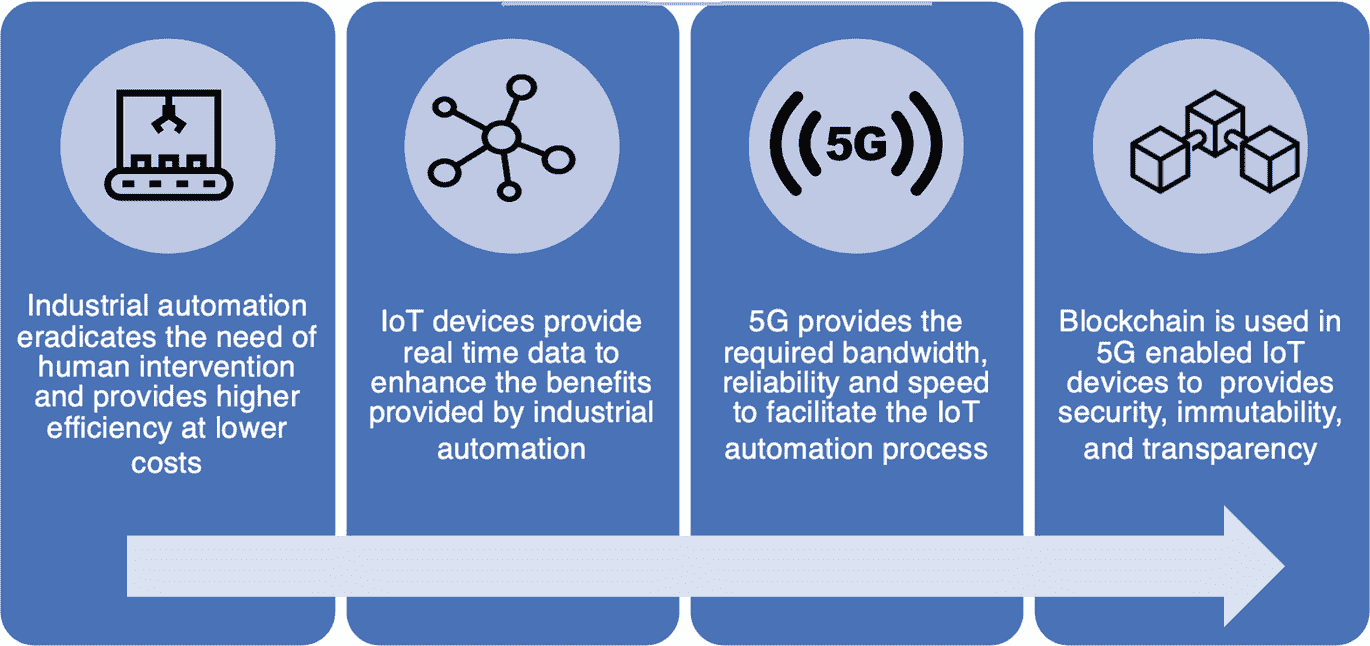 Industrial automation
eradicates the need of
human intervention
and provides higher
efficiency at lower
costs
IoT devices provide
real time data to
enhance the benefits
provided by industrial
automation
5G
5G provides the
required bandwidth,
reliability and speed
to facilitate the IoT
automation process
Blockchain is used in
5G enabled IoT
devices to  provides
security, immutability,
and transparency